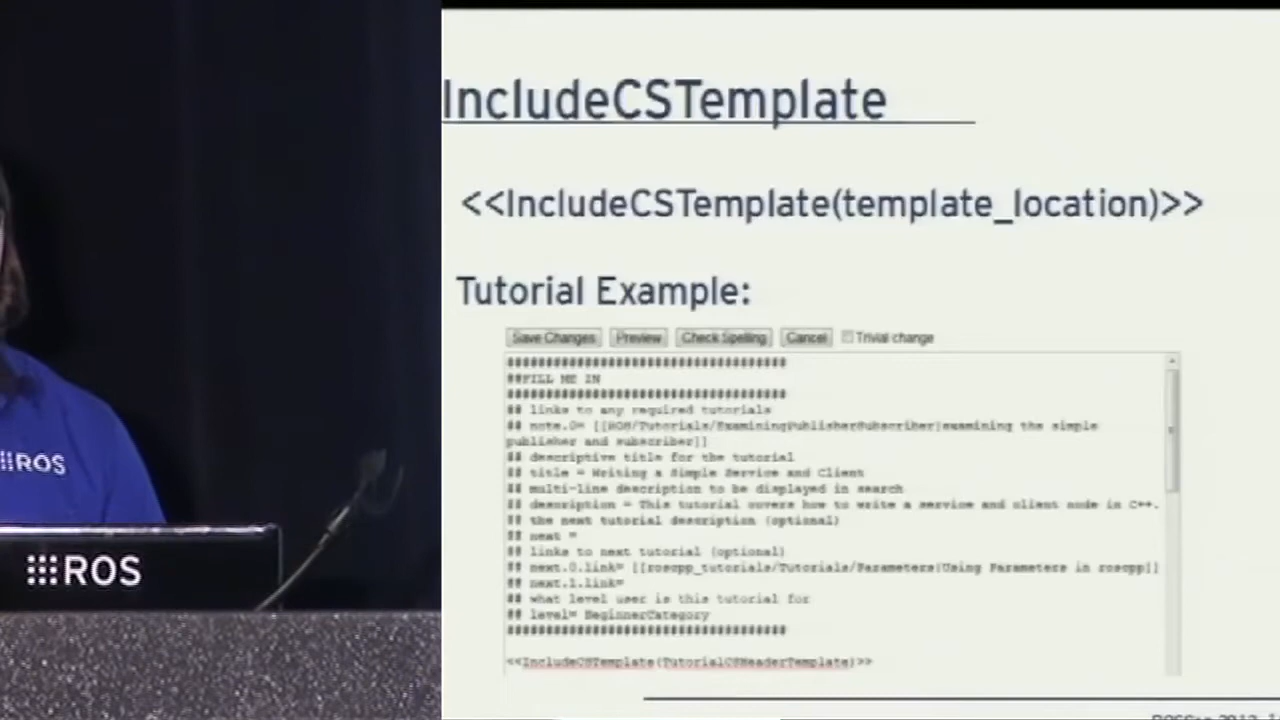 IncludeCSTemplate
<<IncludeCSTemplate(template_location)>>
Tutorial Example:
Save Changes Preview Check Spelling Cancel Trivial change
####################################
##FILL ME IN
####################################
## links to any required tutorials
## note.0= [[ROS/Tutorials/ExaminingPublisherSubscriber|examining the simple
publisher and subscriber]]
## descriptive title for the tutorial
## title = Writing a Simple Service and Client
## multi-line description to be displayed in search
## description = This tutorial covers how to write a service and client node in C++.
## the next tutorial description (optional)
## next =
## links to next tutorial (optional)
## next.0.link= [[roscpp_tutorials/Tutorials/Parameters|Using Parameters in roscpp]]
## next.1.link=
## what level user is this tutorial for
## level= BeginnerCategory
####################################
<<IncludeCSTemplate(TutorialCSHeaderTemplate)>>
ROS
ROS